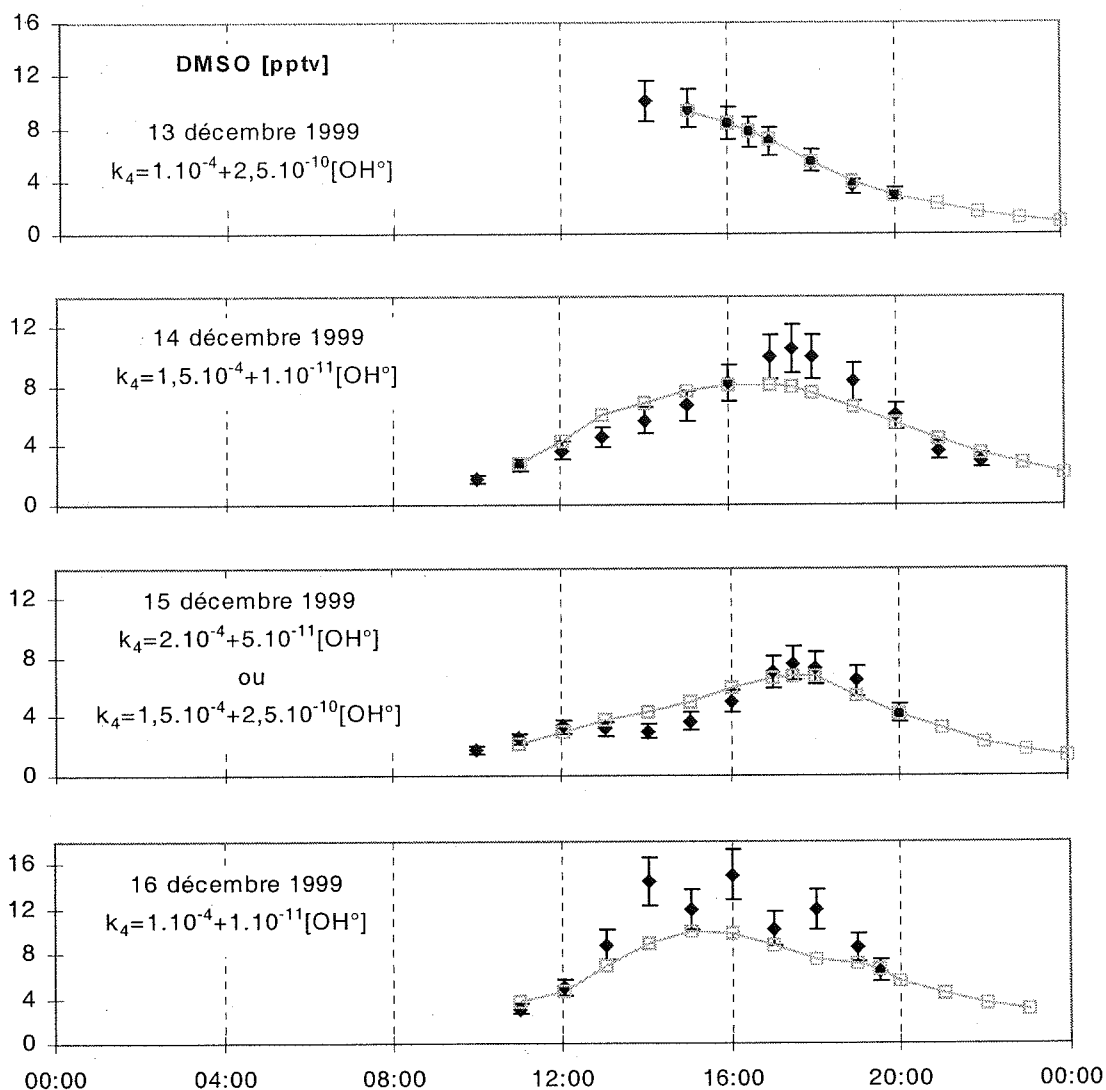 16
12
8
4
0
DMSO [pptv]
13 décembre 1999
k₄=1.10⁻⁴+2,5.10⁻¹⁰[OH°]
12
8
4
0
14 décembre 1999
k₄=1,5.10⁻⁴+1.10⁻¹¹[OH°]
12
8
4
0
15 décembre 1999
k₄=2.10⁻⁴+5.10⁻¹¹[OH°]
ou
k₄=1,5.10⁻⁴+2,5.10⁻¹⁰[OH°]
16
12
8
4
0
16 décembre 1999
k₄=1.10⁻⁴+1.10⁻¹¹[OH°]
00:00 04:00 08:00 12:00 16:00 20:00 00:00